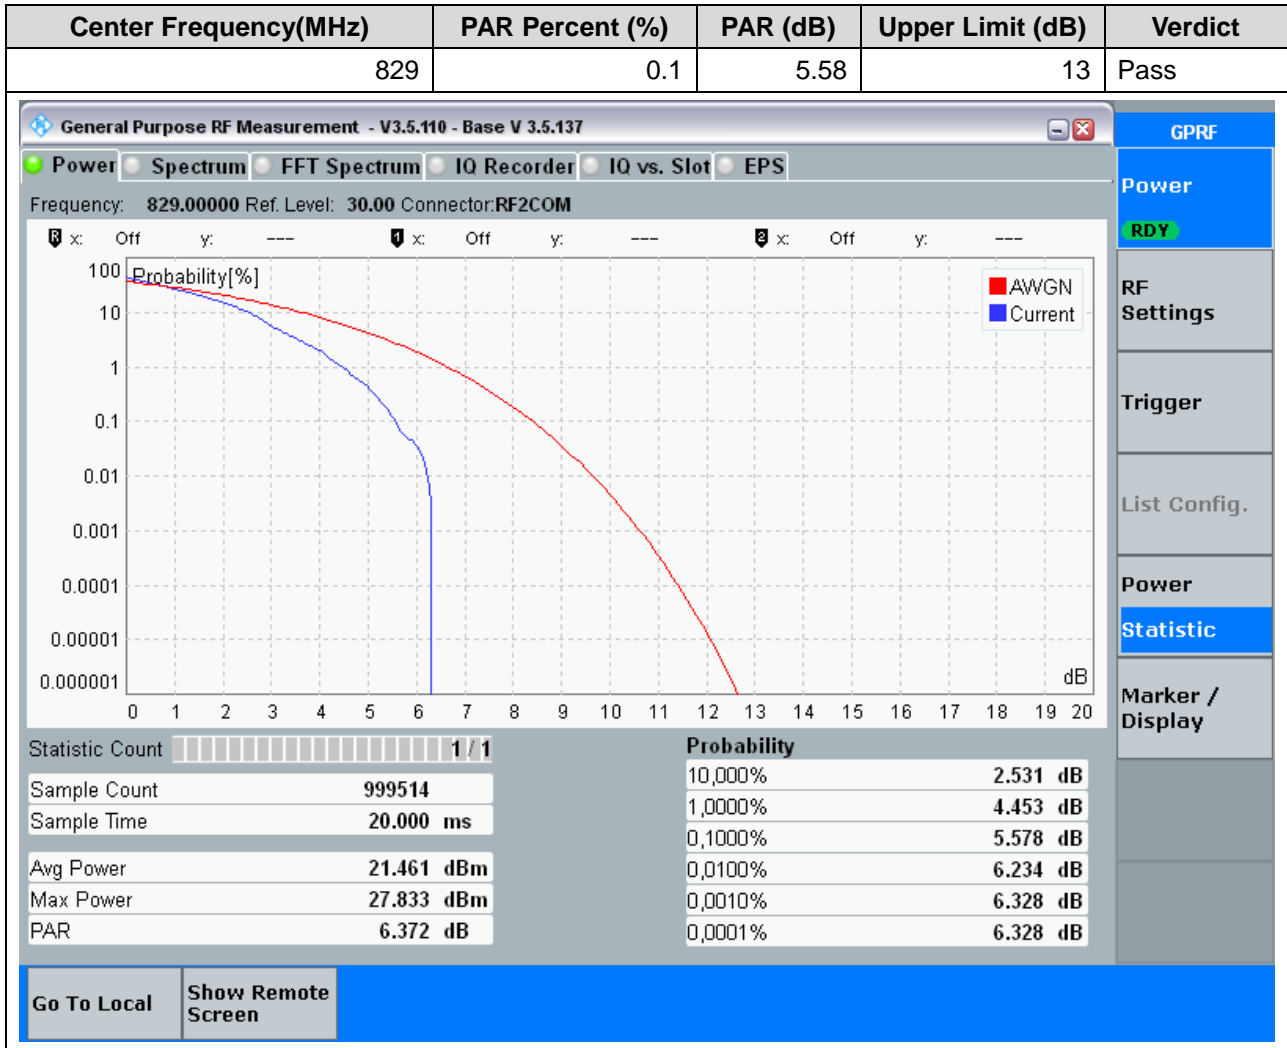 Center Frequency(MHz) PAR Percent (%) PAR (dB) Upper Limit (dB) Verdict
829 0.1 5.58 13 Pass
General Purpose RF Measurement - V3.5.110 - Base V 3.5.137
GPRF
Power Spectrum FFT Spectrum IQ Recorder IQ vs. Slot EPS
Frequency: 829.00000 Ref. Level: 30.00 Connector:RF2COM
R x: Off y: --- 1 x: Off y: --- 2 x: Off y: ---
Probability[%]
AWGN
Current
100
10
1
0.1
0.01
0.001
0.0001
0.00001
0.000001
dB
0 1 2 3 4 5 6 7 8 9 10 11 12 13 14 15 16 17 18 19 20
Statistic Count 1 / 1
Sample Count 999514
Sample Time 20.000 ms
Avg Power 21.461 dBm
Max Power 27.833 dBm
PAR 6.372 dB
Probability
10,000% 2.531 dB
1,0000% 4.453 dB
0,1000% 5.578 dB
0,0100% 6.234 dB
0,0010% 6.328 dB
0,0001% 6.328 dB
Power
RDY
RF
Settings
Trigger
List Config.
Power
Statistic
Marker /
Display
Go To Local
Show Remote
Screen